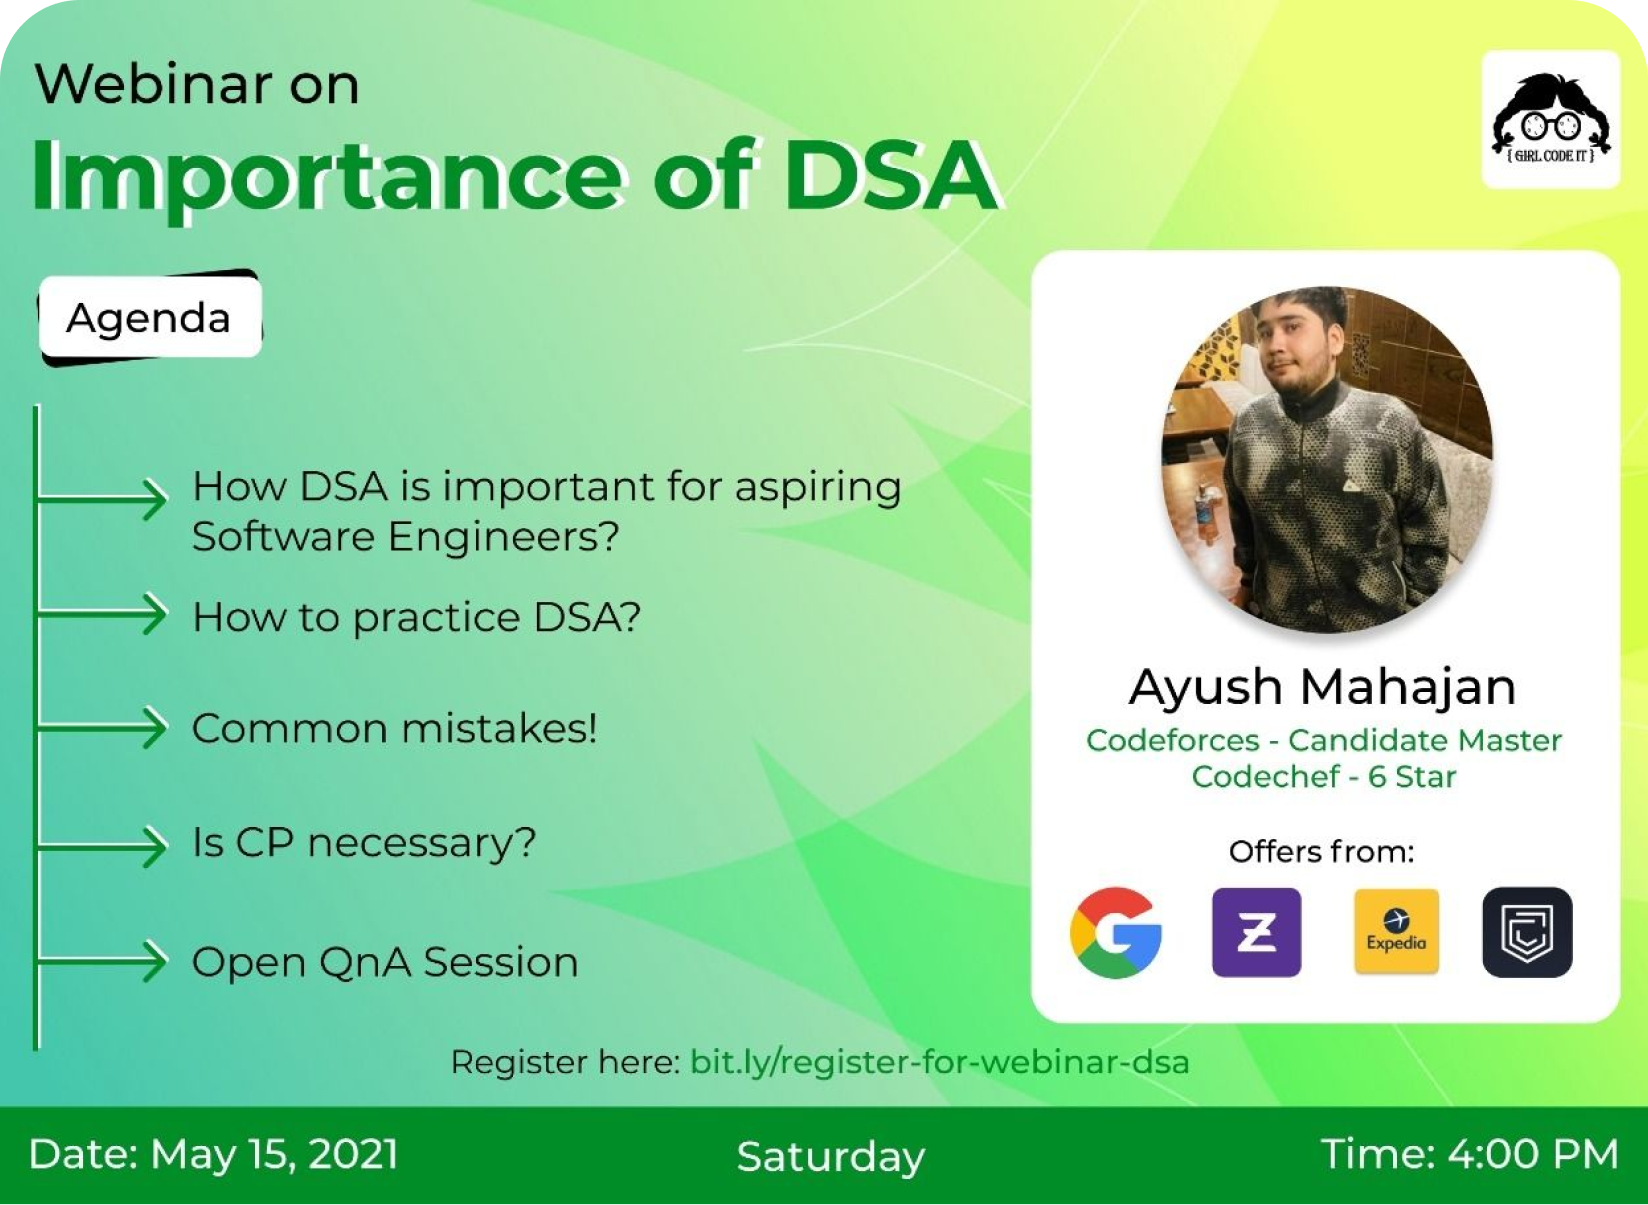 Webinar on
Importance of DSA
{ GIRL CODE IT }
Agenda
How DSA is important for aspiring
Software Engineers?
How to practice DSA?
Common mistakes!
Is CP necessary?
Open QnA Session
Ayush Mahajan
Codeforces - Candidate Master
Codechef - 6 Star
Offers from:
Expedia
Register here: bit.ly/register-for-webinar-dsa
Date: May 15, 2021
Saturday
Time: 4:00 PM